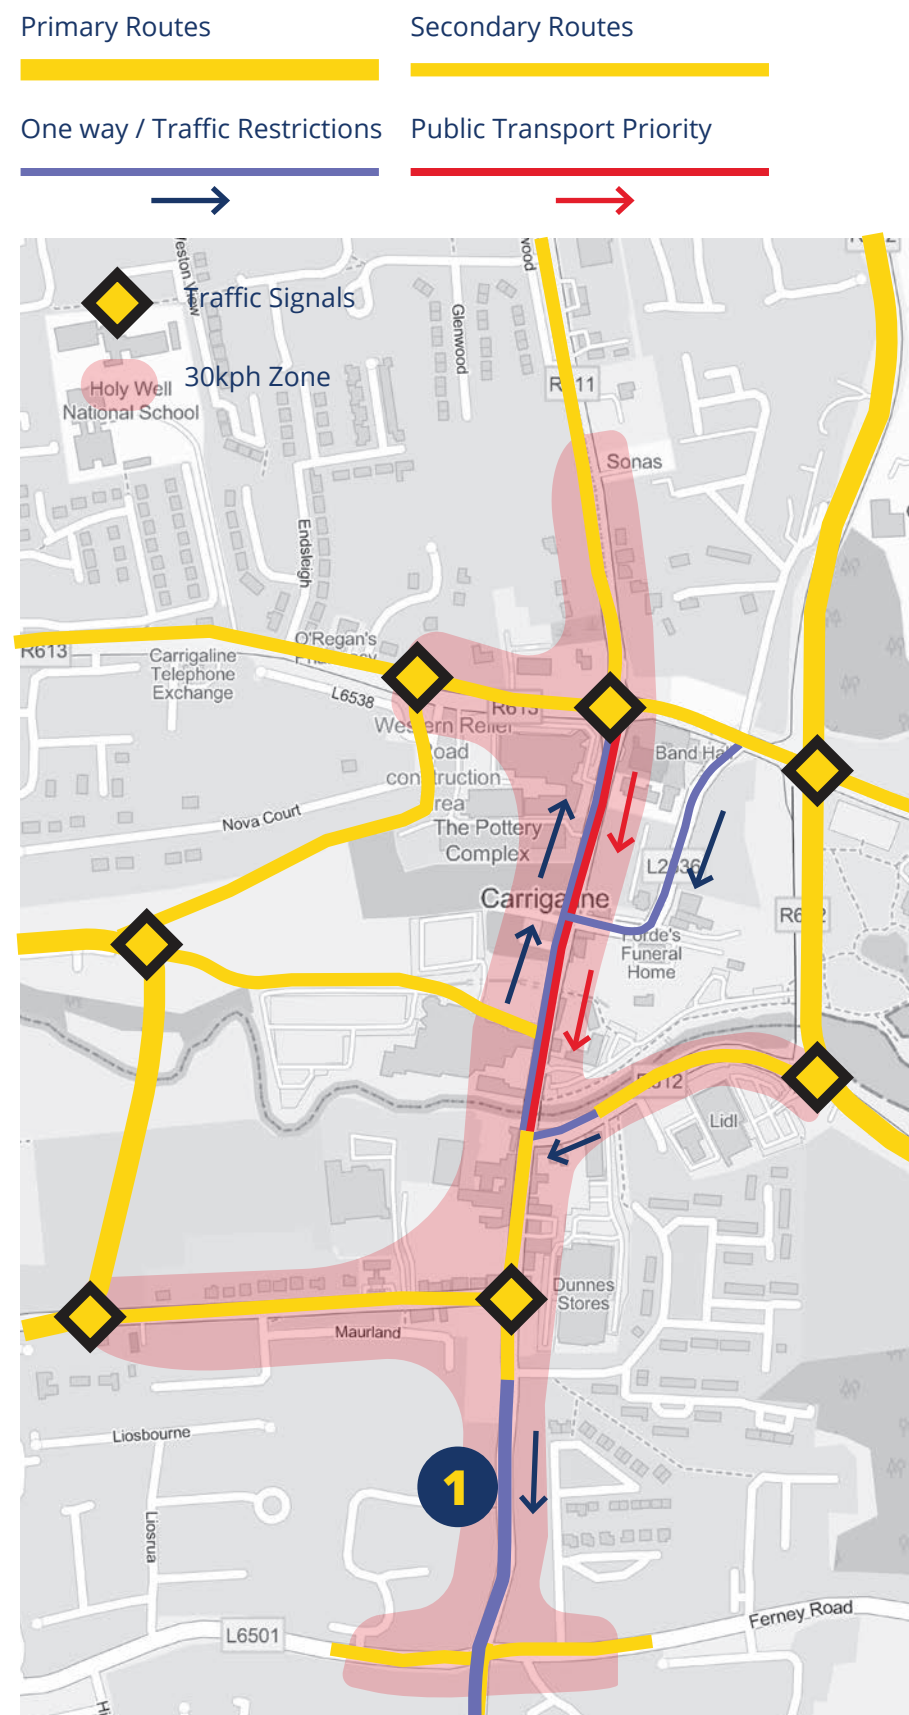 Primary Routes
Secondary Routes
One way / Traffic Restrictions
Public Transport Priority
Traffic Signals
30kph Zone
Holy Well
National School
Glenwood
Sonas
Endsleigh
R613
Carrigaline
Telephone
Exchange
O'Regan's
L6538
R613
Western Relief
Road
construction
The Pottery
Complex
Nova Court
Band Hall
Carrigaline
Forde's
Funeral
Home
Lidl
Dunnes
Stores
Maurland
Liosbourne
1
Liosrua
L6501
Ferney Road